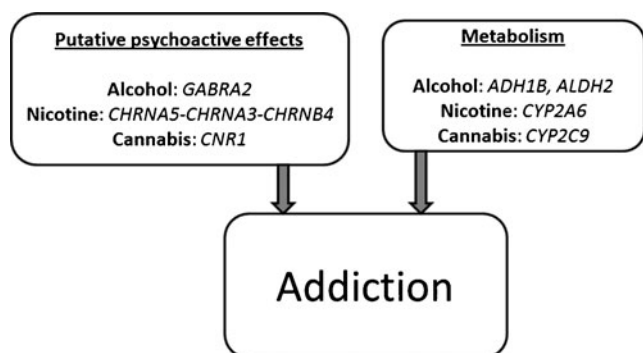 Putative psychoactive effects
Alcohol: GABRA2
Nicotine: CHRNA5-CHRNA3-CHRNB4
Cannabis: CNR1
Metabolism
Alcohol: ADH1B, ALDH2
Nicotine: CYP2A6
Cannabis: CYP2C9
Addiction